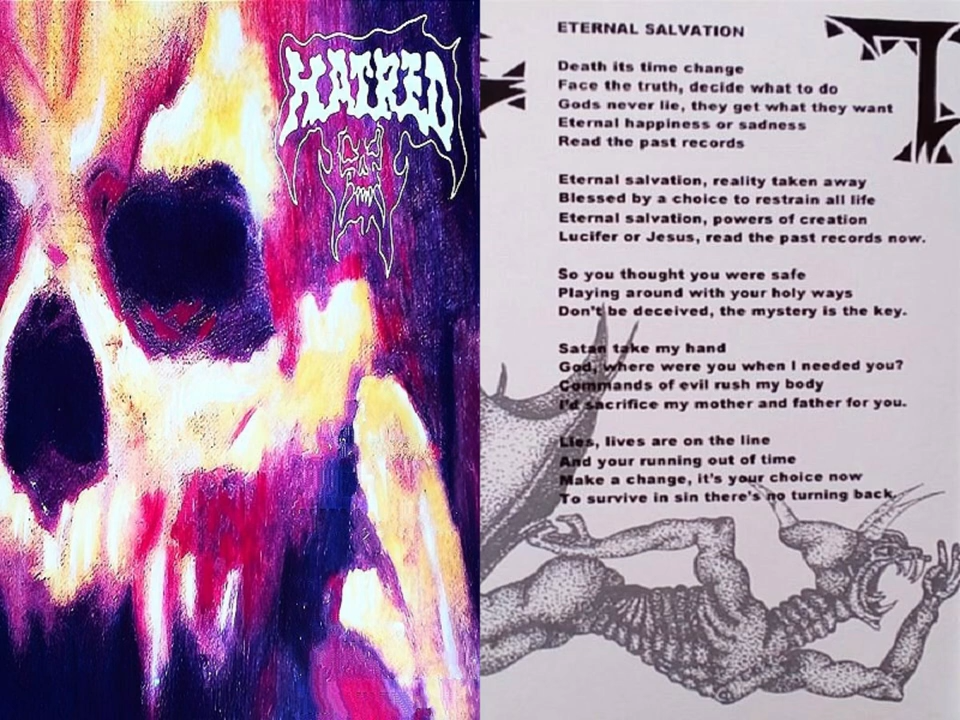 HATRED
ETERNAL SALVATION
Death its time change
Face the truth, decide what to do
Gods never lie, they get what they want
Eternal happiness or sadness
Read the past records
Eternal salvation, reality taken away
Blessed by a choice to restrain all life
Eternal salvation, powers of creation
Lucifer or Jesus, read the past records now.
So you thought you were safe
Playing around with your holy ways
Don't be deceived, the mystery is the key.
Satan take my hand
God, where were you when I needed you?
Commands of evil rush my body
I'd sacrifice my mother and father for you.
Lies, lives are on the line
And your running out of time
Make a change, it's your choice now
To survive in sin there's no turning back.